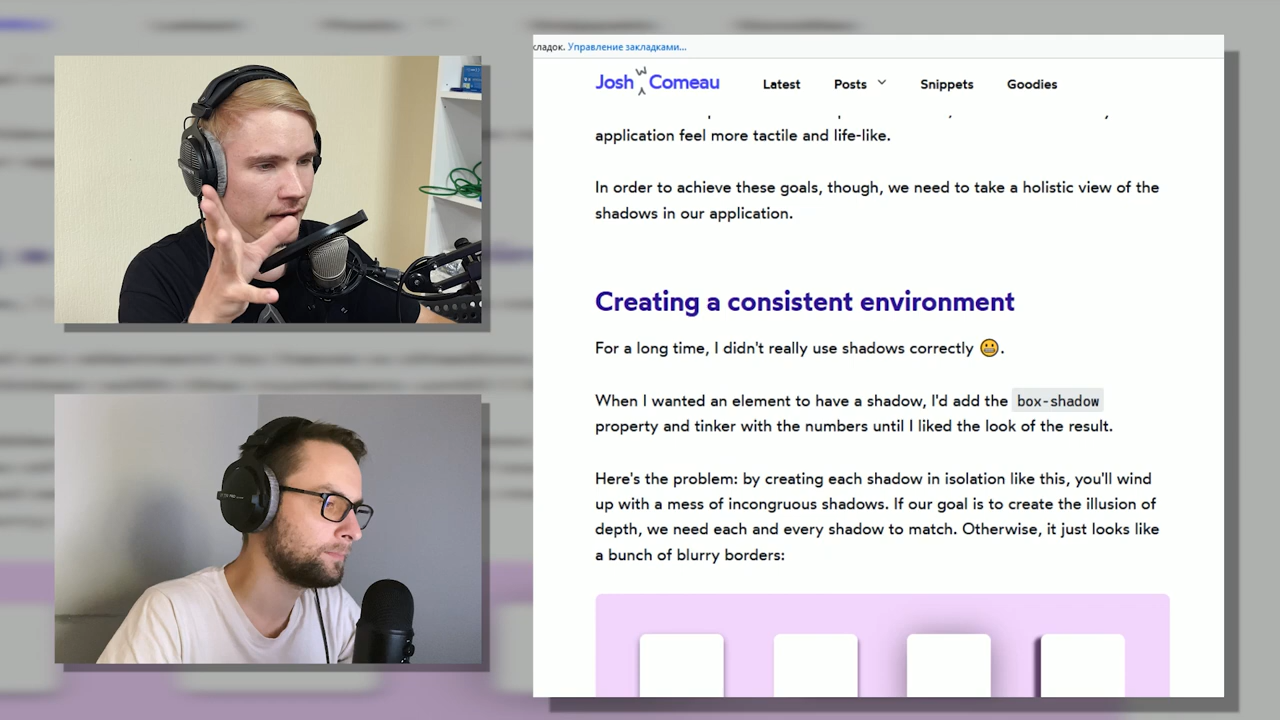 кладок. Управление закладками...
Josh W Comeau
Latest
Posts
Snippets
Goodies
application feel more tactile and life-like.
In order to achieve these goals, though, we need to take a holistic view of the
shadows in our application.
Creating a consistent environment
For a long time, I didn't really use shadows correctly 😬.
When I wanted an element to have a shadow, I'd add the box-shadow
property and tinker with the numbers until I liked the look of the result.
Here's the problem: by creating each shadow in isolation like this, you'll wind
up with a mess of incongruous shadows. If our goal is to create the illusion of
depth, we need each and every shadow to match. Otherwise, it just looks like
a bunch of blurry borders: